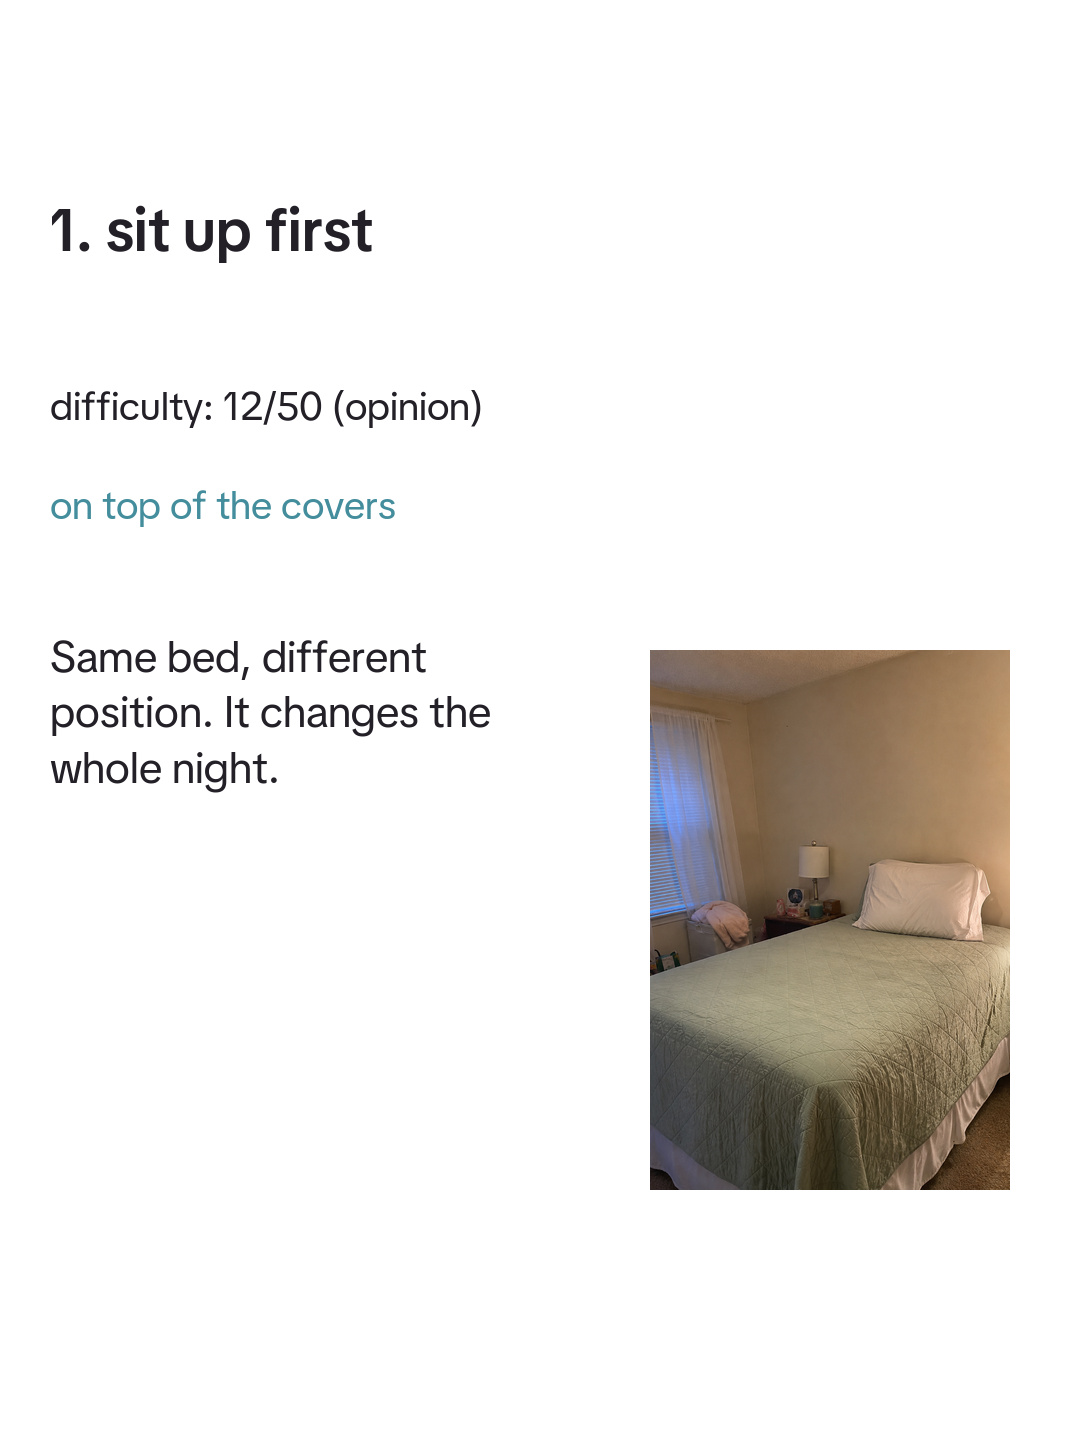 1. sit up first
difficulty: 12/50 (opinion)
on top of the covers
Same bed, different
position. It changes the
whole night.